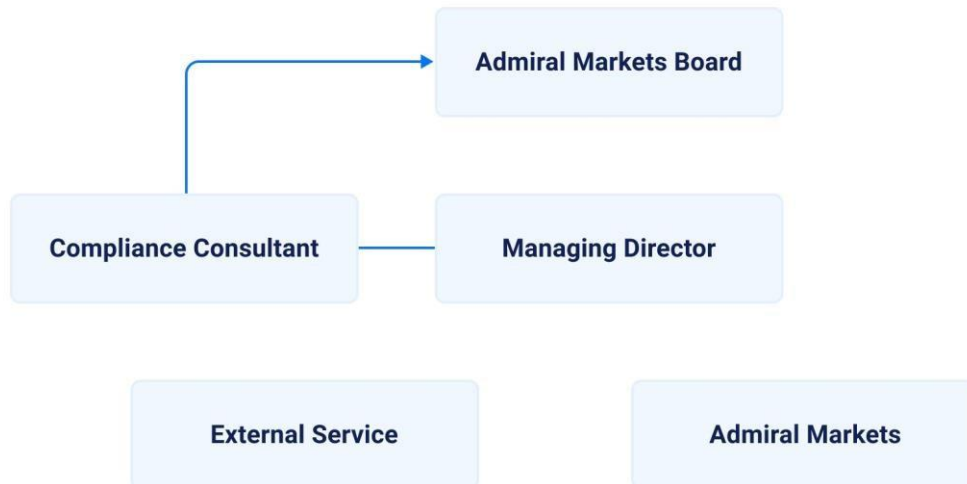 Admiral Markets Board
Compliance Consultant
Managing Director
External Service
Admiral Markets